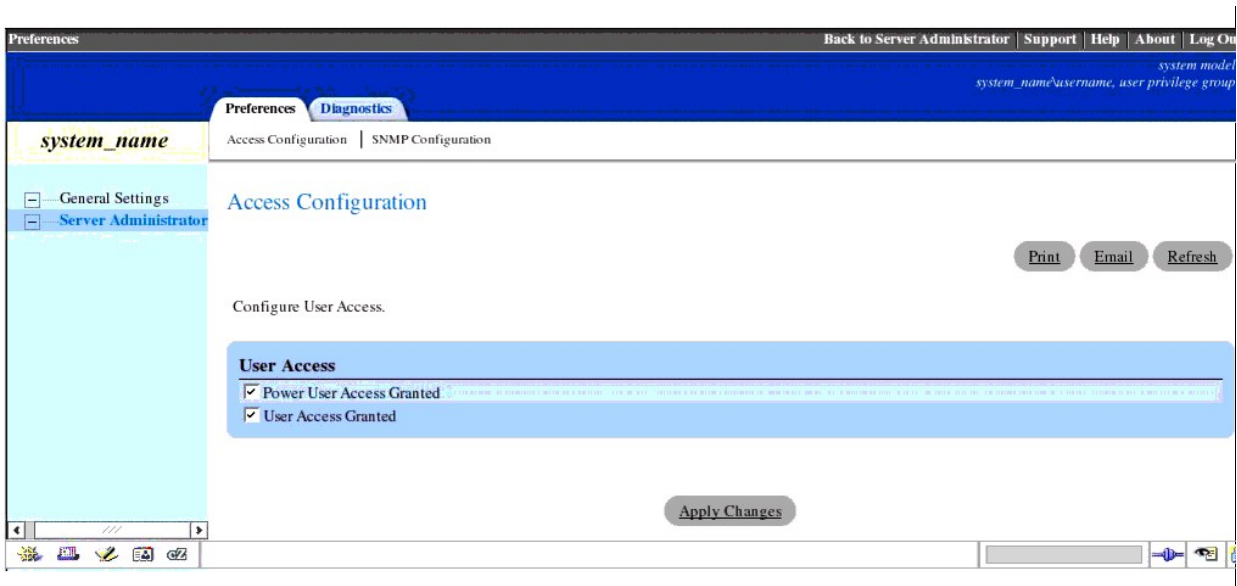 Preferences
Back to Server Administrator | Support | Help | About | Log Ou
system model
system_name\username, user privilege group
Preferences
Diagnostics
system_name
Access Configuration | SNMP Configuration
General Settings
Server Administrator
Access Configuration
Print
Email
Refresh
Configure User Access.
User Access
Power User Access Granted
User Access Granted
Apply Changes